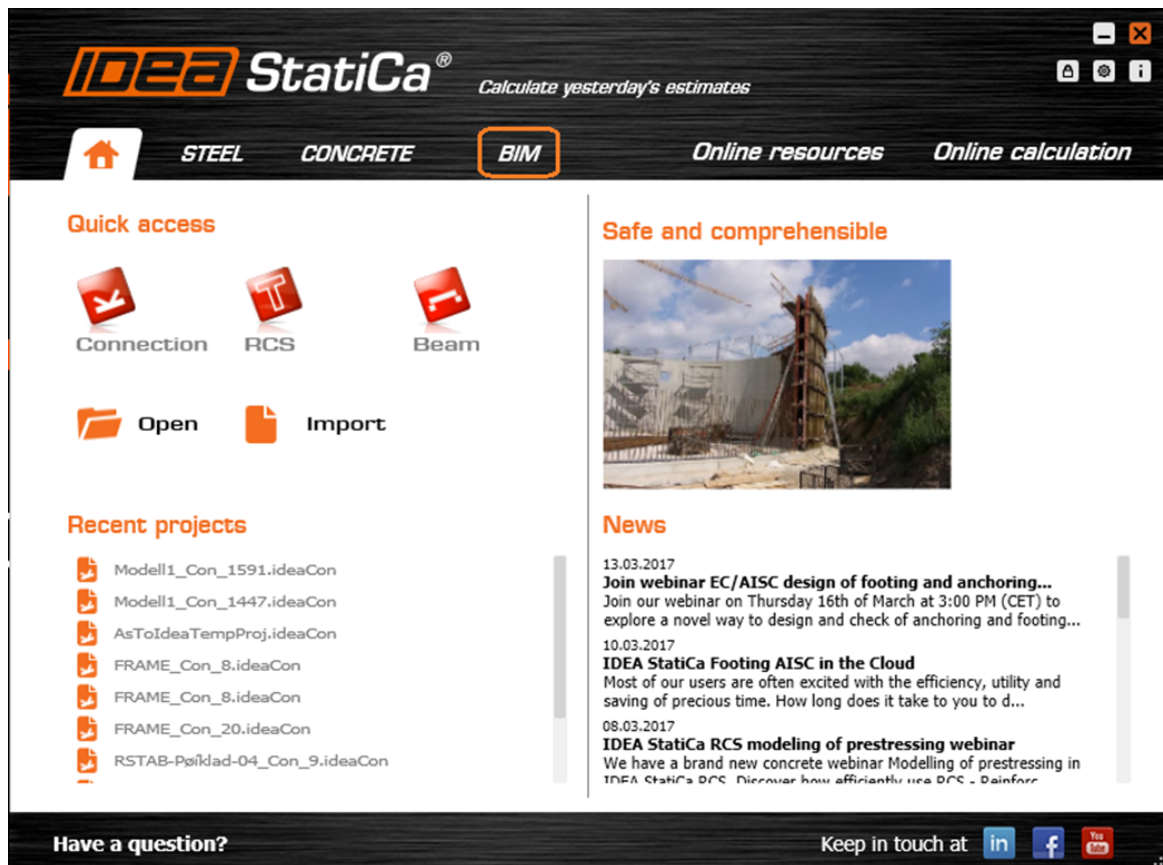 IDEA StatiCa®
Calculate yesterday's estimates
STEEL CONCRETE BIM Online resources Online calculation
Quick access
Connection RCS Beam
Open Import
Recent projects
Modell1_Con_1591.ideaCon
Modell1_Con_1447.ideaCon
AsToIdeaTempProj.ideaCon
FRAME_Con_8.ideaCon
FRAME_Con_8.ideaCon
FRAME_Con_20.ideaCon
RSTAB-Pøíklad-04_Con_9.ideaCon
Safe and comprehensible
News
13.03.2017
Join webinar EC/AISC design of footing and anchoring...
Join our webinar on Thursday 16th of March at 3:00 PM (CET) to
explore a novel way to design and check of anchoring and footing...
10.03.2017
IDEA StatiCa Footing AISC in the Cloud
Most of our users are often excited with the efficiency, utility and
saving of precious time. How long does it take to you to d...
08.03.2017
IDEA StatiCa RCS modeling of prestressing webinar
We have a brand new concrete webinar Modelling of prestressing in
IDEA StatiCa RCS. Discover how efficiently use RCS - Reinforc
Have a question?
Keep in touch at in f You Tube